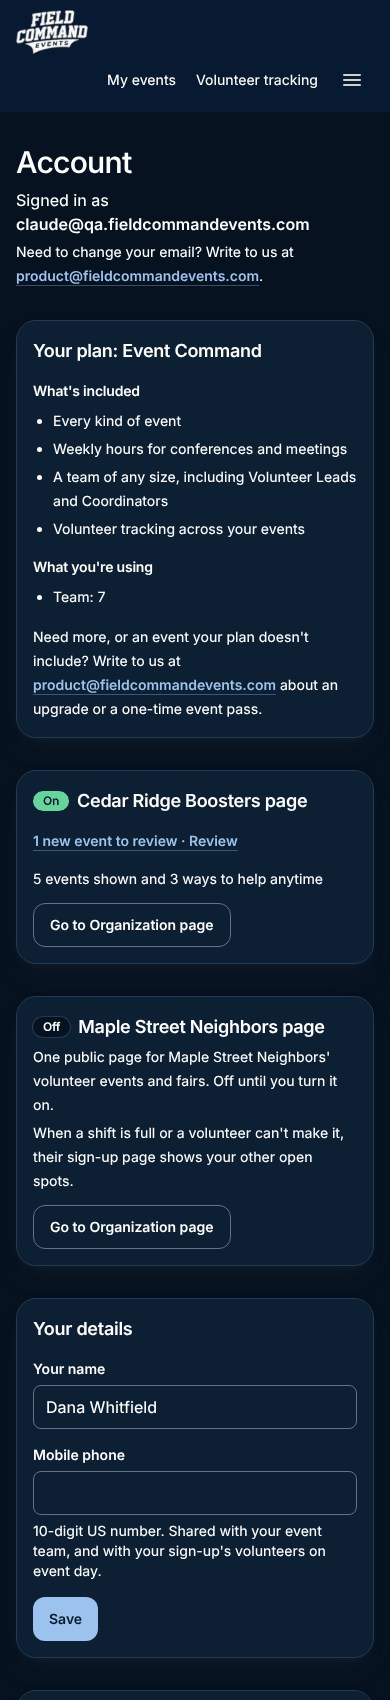 FIELD
COMMAND
EVENTS
My events
Volunteer tracking
Account
Signed in as
claude@qa.fieldcommandevents.com
Need to change your email? Write to us at
product@fieldcommandevents.com.
Your plan: Event Command
What's included
• Every kind of event
• Weekly hours for conferences and meetings
• A team of any size, including Volunteer Leads
and Coordinators
• Volunteer tracking across your events
What you're using
• Team: 7
Need more, or an event your plan doesn't
include? Write to us at
product@fieldcommandevents.com about an
upgrade or a one-time event pass.
On Cedar Ridge Boosters page
1 new event to review · Review
5 events shown and 3 ways to help anytime
Go to Organization page
Off Maple Street Neighbors page
One public page for Maple Street Neighbors'
volunteer events and fairs. Off until you turn it
on.
When a shift is full or a volunteer can't make it,
their sign-up page shows your other open
spots.
Go to Organization page
Your details
Your name
Dana Whitfield
Mobile phone
10-digit US number. Shared with your event
team, and with your sign-up's volunteers on
event day.
Save